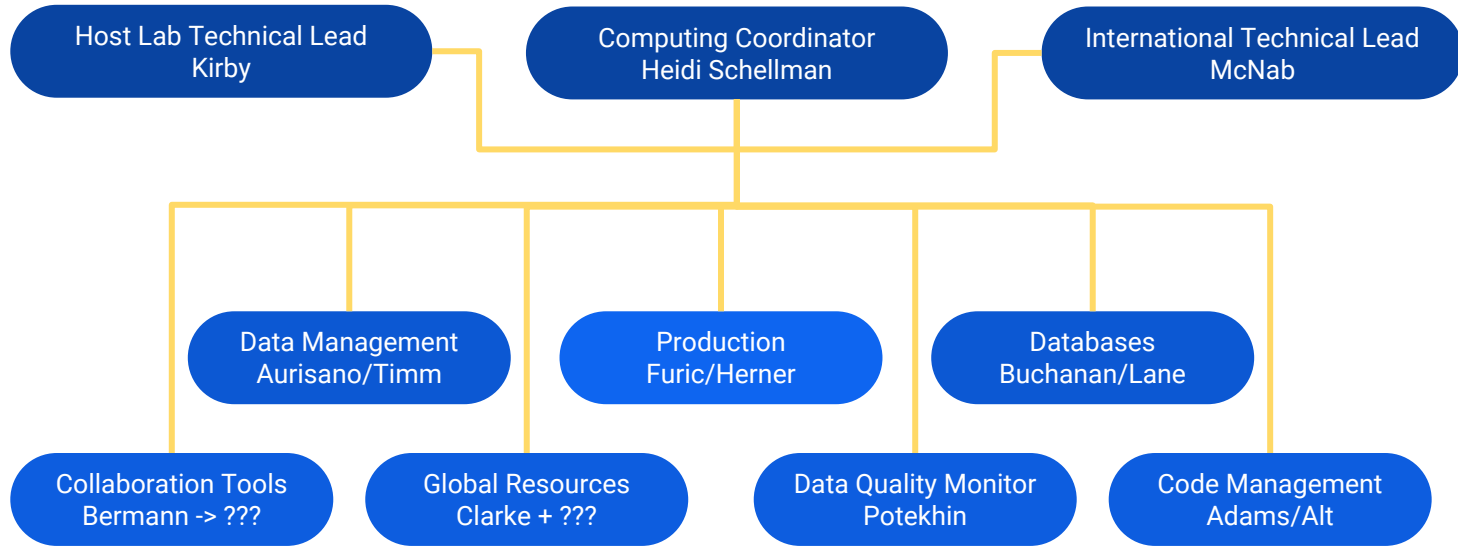 Host Lab Technical Lead
Kirby
Computing Coordinator
Heidi Schellman
International Technical Lead
McNab
Data Management
Aurisano/Timm
Production
Furic/Herner
Databases
Buchanan/Lane
Collaboration Tools
Bermann -> ???
Global Resources
Clarke + ???
Data Quality Monitor
Potekhin
Code Management
Adams/Alt